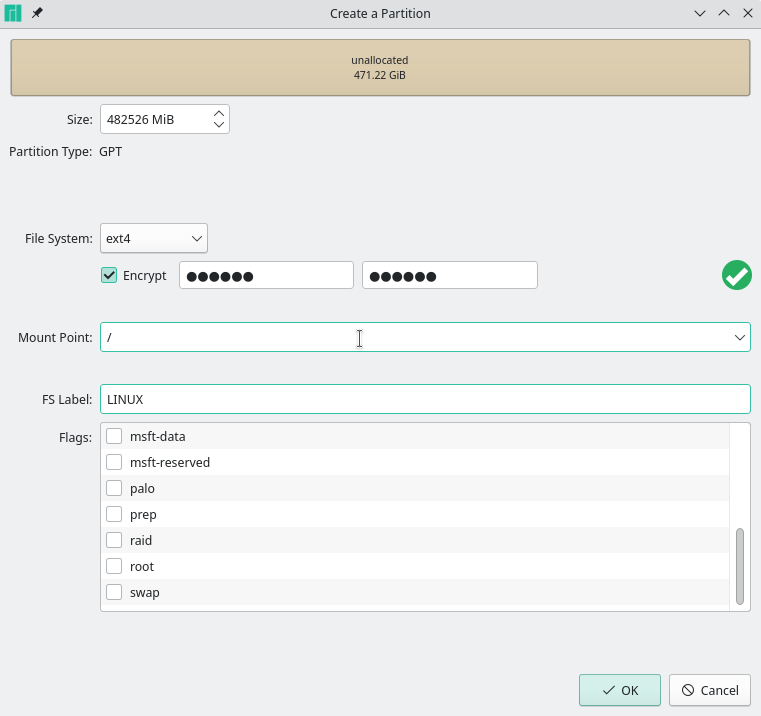 Create a Partition
unallocated
471.22 GiB
Size: 482526 MiB
Partition Type: GPT
File System: ext4
Encrypt ●●●●●● ●●●●●●
Mount Point: /
FS Label: LINUX
Flags: msft-data
msft-reserved
palo
prep
raid
root
swap
OK Cancel